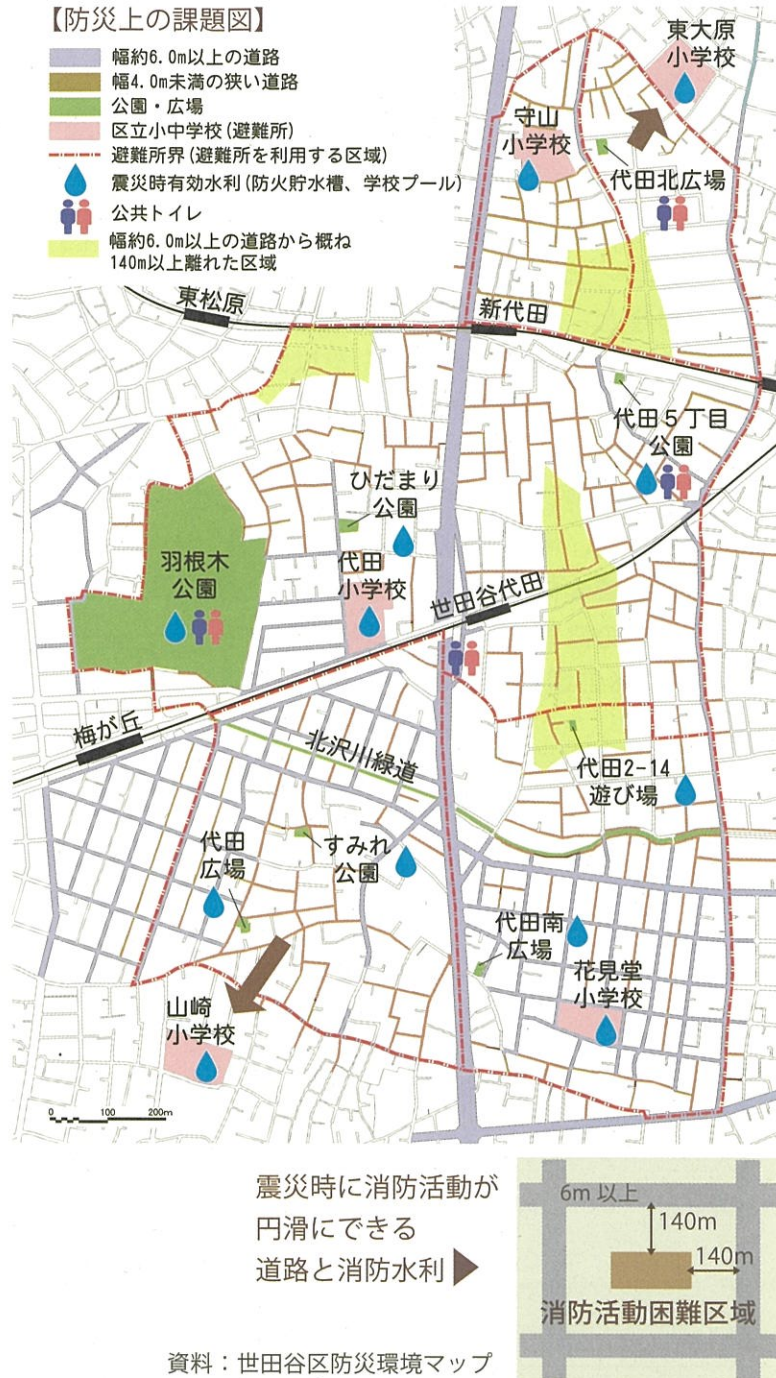 【防災上の課題図】
幅約6.0m以上の道路
幅4.0m未満の狭い道路
公園・広場
区立小中学校(避難所)
避難所界(避難所を利用する区域)
震災時有効水利(防火貯水槽、学校プール)
公共トイレ
幅約6.0m以上の道路から概ね
140m以上離れた区域
東大原
小学校
守山
小学校
代田北広場
東松原
新代田
代田5丁目
公園
ひだまり
公園
羽根木
公園
代田
小学校
世田谷代田
梅が丘
北沢川緑道
代田2-14
遊び場
代田
広場
すみれ
公園
代田南
広場
花見堂
小学校
山崎
小学校
0 100 200m
震災時に消防活動が
円滑にできる
道路と消防水利▶
6m以上
140m
140m
消防活動困難区域
資料:世田谷区防災環境マップ